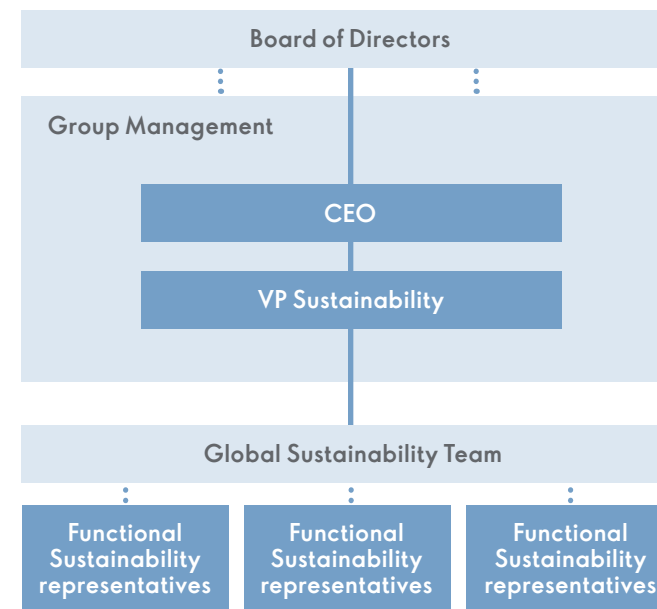 Board of Directors
Group Management
CEO
VP Sustainability
Global Sustainability Team
Functional
Sustainability
representatives
Functional
Sustainability
representatives
Functional
Sustainability
representatives